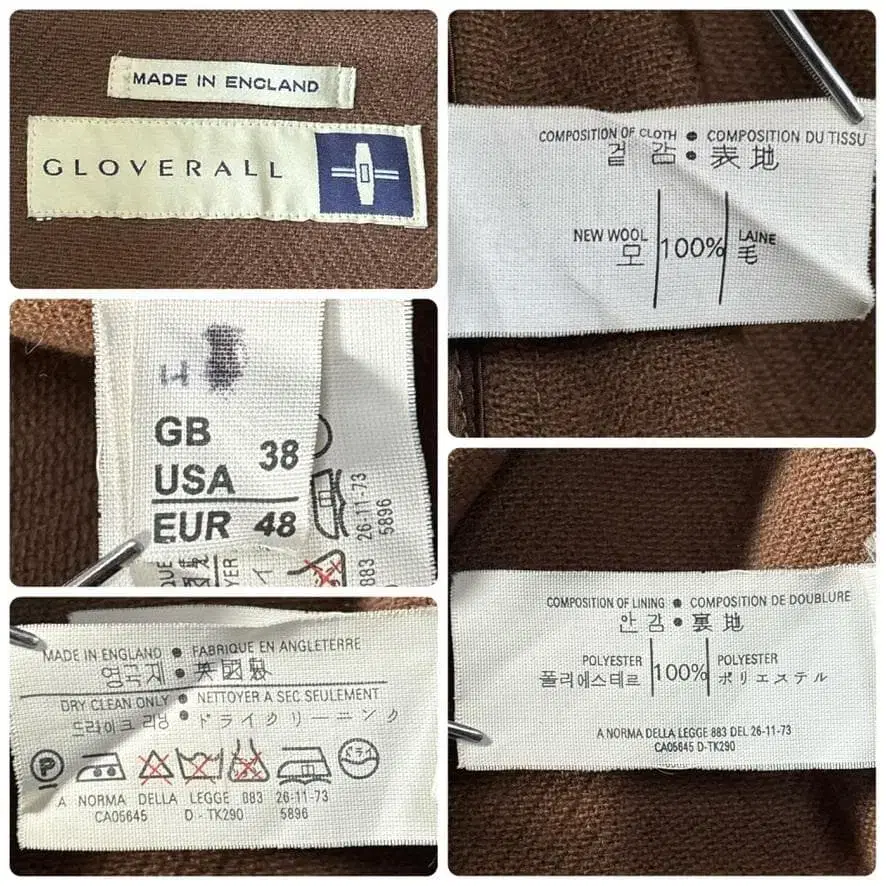 MADE IN ENGLAND
GLOVERALL
COMPOSITION OF CLOTH ● COMPOSITION DU TISSU
겉 감 ● 表 地
NEW WOOL 100% LAINE
모 毛
GB
USA 38
EUR 48
26-11-73
5896
883
イ
MADE IN ENGLAND ● FABRIQUE EN ANGLETERRE
영국제 ● 英國製
DRY CLEAN ONLY ● NETTOYER A SEC SEULEMENT
드라이크리닝 ● ドライクリーニング
P
ドライ
A NORMA DELLA LEGGE 883 26-11-73
CA05645 D-TK290 5896
COMPOSITION OF LINING ● COMPOSITION DE DOUBLURE
안 감 ● 裏 地
POLYESTER 100% POLYESTER
폴리에스테르 ポリエステル
A NORMA DELLA LEGGE 883 DEL 26-11-73
CA05645 D-TK290